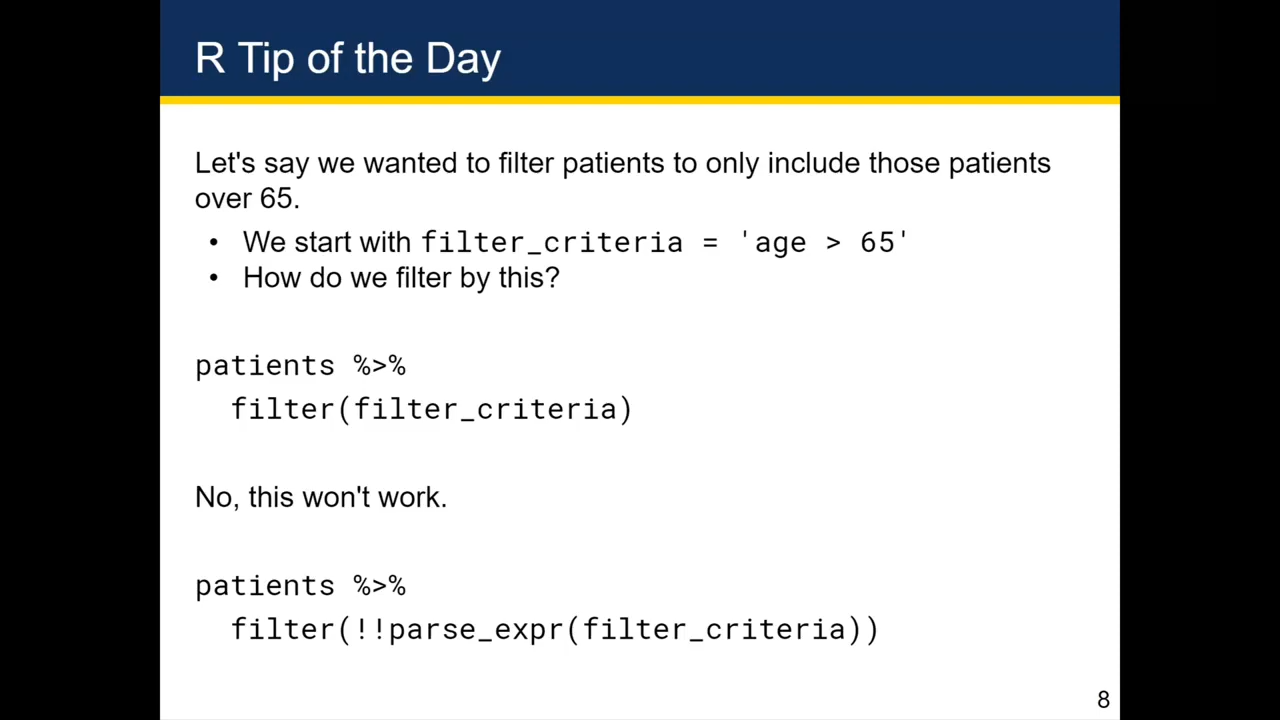 R Tip of the Day
Let's say we wanted to filter patients to only include those patients
over 65.
• We start with filter_criteria = 'age > 65'
• How do we filter by this?
patients %>%
  filter(filter_criteria)
No, this won't work.
patients %>%
  filter(!!parse_expr(filter_criteria))
8